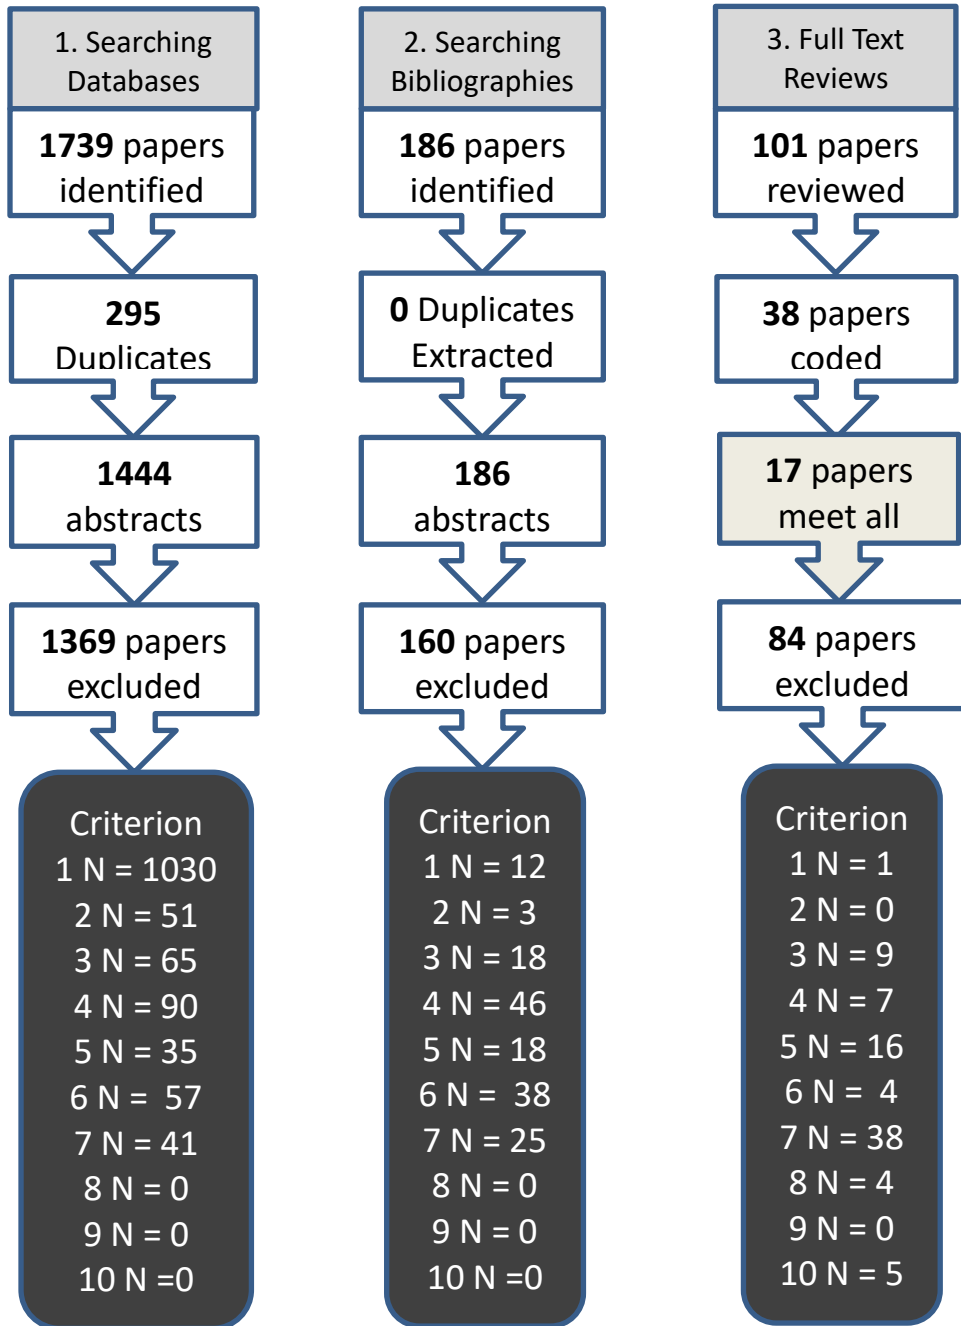 1. Searching
Databases
1739 papers
identified
295
Duplicates
1444
abstracts
1369 papers
excluded
Criterion
1 N = 1030
2 N = 51
3 N = 65
4 N = 90
5 N = 35
6 N =  57
7 N = 41
8 N = 0
9 N = 0
10 N =0
2. Searching
Bibliographies
186 papers
identified
0 Duplicates
Extracted
186
abstracts
160 papers
excluded
Criterion
1 N = 12
2 N = 3
3 N = 18
4 N = 46
5 N = 18
6 N =  38
7 N = 25
8 N = 0
9 N = 0
10 N =0
3. Full Text
Reviews
101 papers
reviewed
38 papers
coded
17 papers
meet all
84 papers
excluded
Criterion
1 N = 1
2 N = 0
3 N = 9
4 N = 7
5 N = 16
6 N =  4
7 N = 38
8 N = 4
9 N = 0
10 N = 5